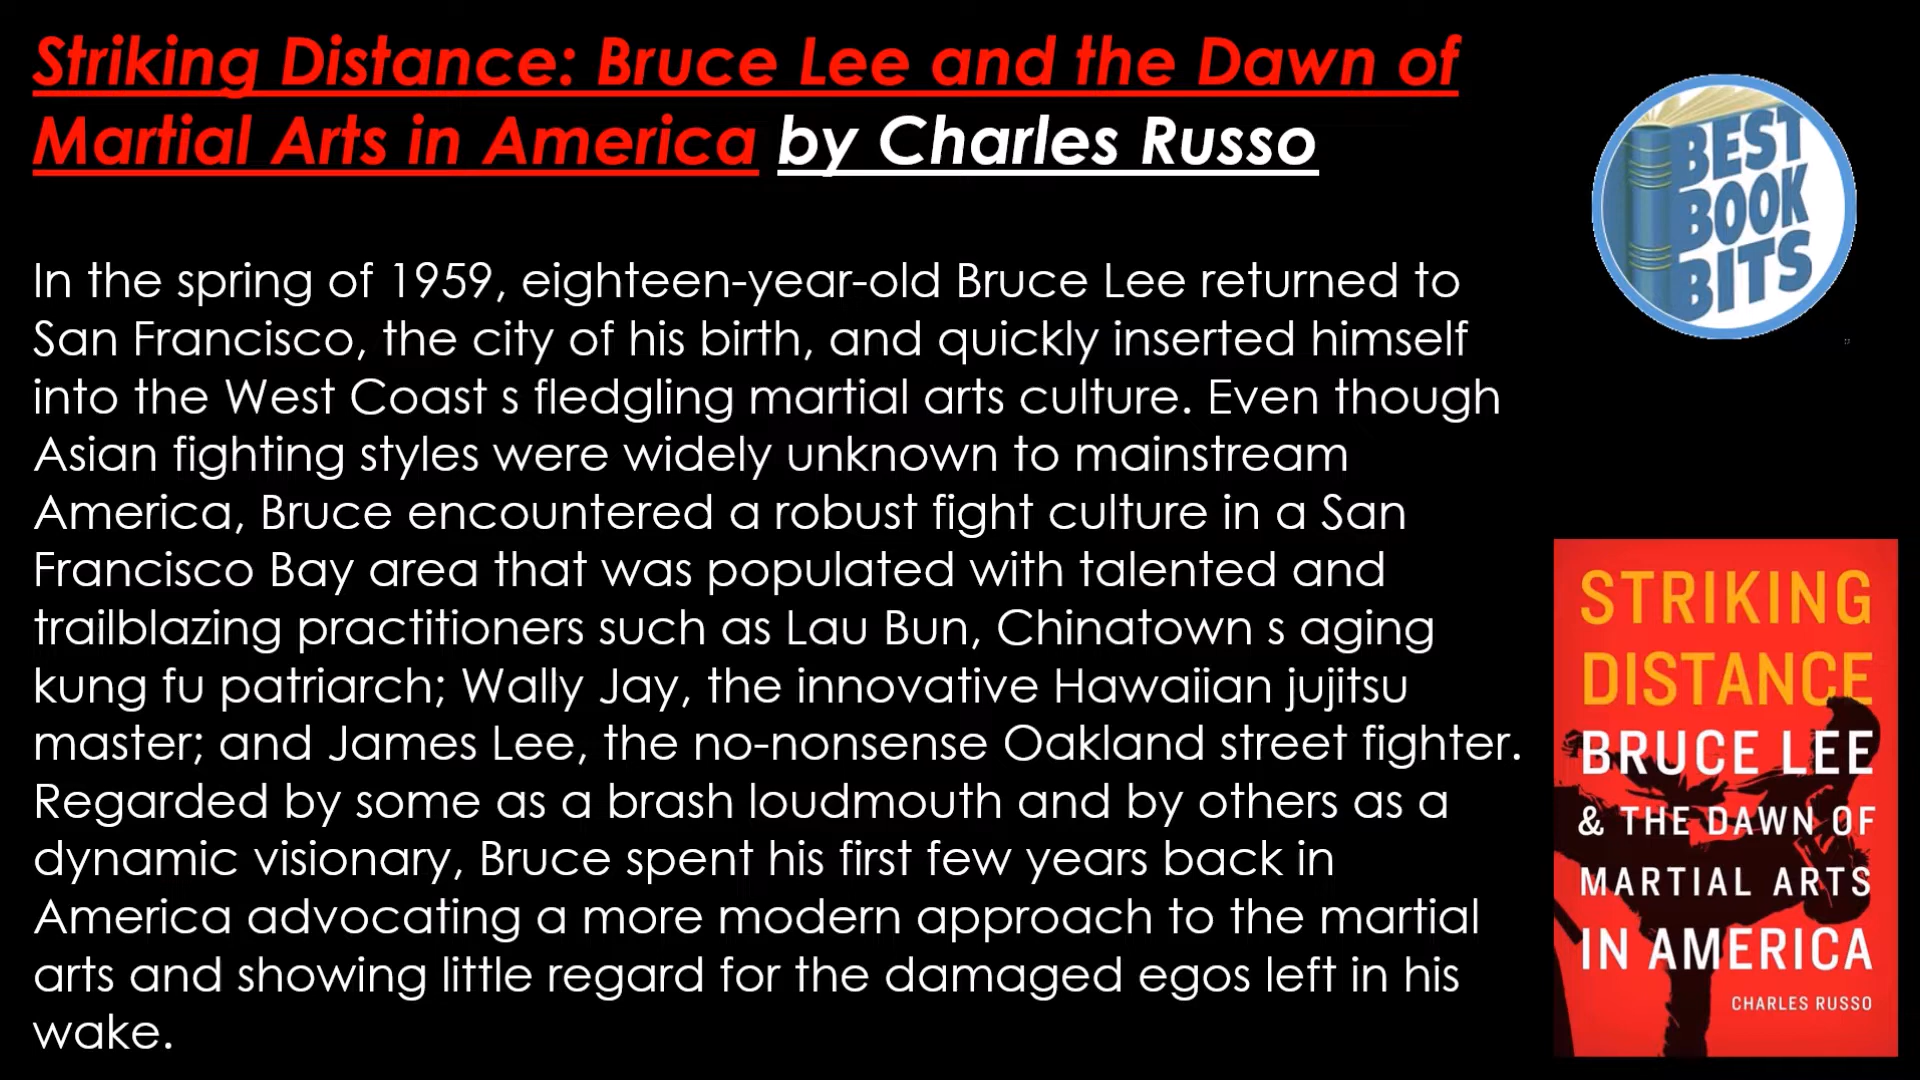 Striking Distance: Bruce Lee and the Dawn of
Martial Arts in America by Charles Russo
In the spring of 1959, eighteen-year-old Bruce Lee returned to
San Francisco, the city of his birth, and quickly inserted himself
into the West Coast s fledgling martial arts culture. Even though
Asian fighting styles were widely unknown to mainstream
America, Bruce encountered a robust fight culture in a San
Francisco Bay area that was populated with talented and
trailblazing practitioners such as Lau Bun, Chinatown s aging
kung fu patriarch; Wally Jay, the innovative Hawaiian jujitsu
master; and James Lee, the no-nonsense Oakland street fighter.
Regarded by some as a brash loudmouth and by others as a
dynamic visionary, Bruce spent his first few years back in
America advocating a more modern approach to the martial
arts and showing little regard for the damaged egos left in his
wake.
BEST
BOOK
BITS
STRIKING
DISTANCE
BRUCE LEE
& THE DAWN OF
MARTIAL ARTS
IN AMERICA
CHARLES RUSSO